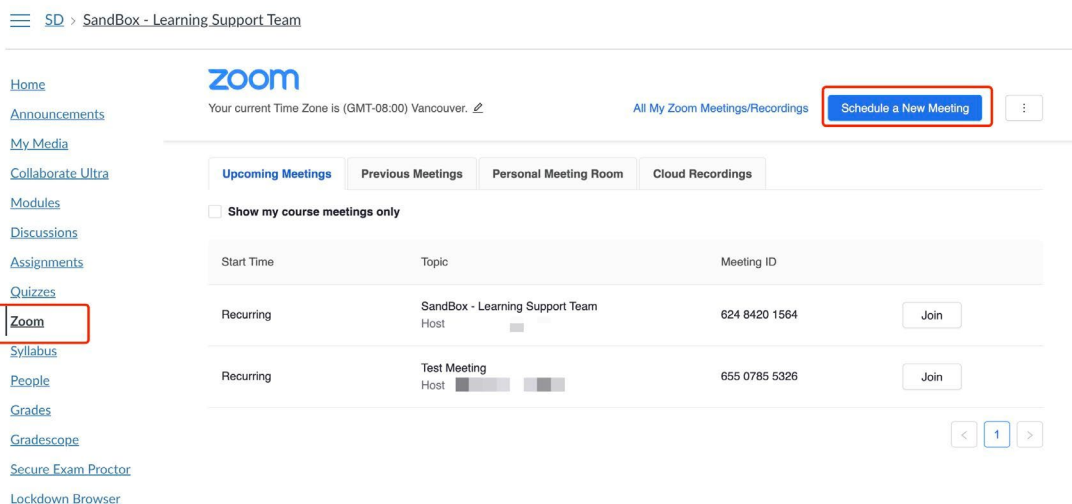 SD > SandBox - Learning Support Team
Home
Announcements
My Media
Collaborate Ultra
Modules
Discussions
Assignments
Quizzes
Zoom
Syllabus
People
Grades
Gradescope
Secure Exam Proctor
Lockdown Browser
zoom
Your current Time Zone is (GMT-08:00) Vancouver.
All My Zoom Meetings/Recordings
Schedule a New Meeting
Upcoming Meetings Previous Meetings Personal Meeting Room Cloud Recordings
Show my course meetings only
Start Time Topic Meeting ID
Recurring SandBox - Learning Support Team 624 8420 1564 Join
Host
Recurring Test Meeting 655 0785 5326 Join
Host
< 1 >